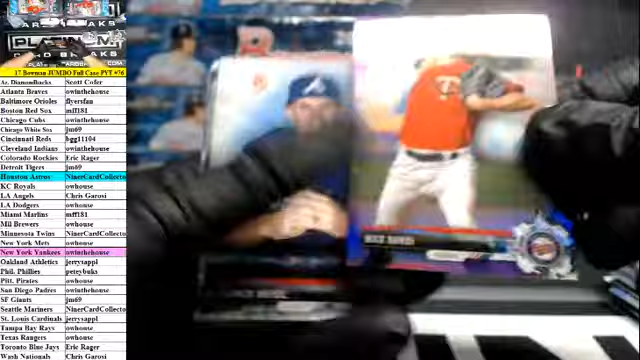 PLATINUM
17 Bowman JUMBO Full Case PYT #76
Az. Diamondbacks Scott Cofer
Atlanta Braves owinthehouse
Baltimore Orioles flyersfan
Boston Red Sox mff181
Chicago Cubs owinthehouse
Chicago White Sox jm69
Cincinnati Reds bgg11104
Cleveland Indians owinthehouse
Colorado Rockies Eric Rager
Detroit Tigers jm69
Houston Astros NinerCardCollecto
KC Royals owhouse
LA Angels Chris Garosi
LA Dodgers owhouse
Miami Marlins mff181
Mil Brewers owhouse
Minnesota Twins NinerCardCollecto
New York Mets owhouse
New York Yankees owinthehouse
Oakland Athletics jerrysappl
Phil. Phillies peteybuks
Pitt. Pirates owhouse
San Diego Padres owinthehouse
SF Giants jm69
Seattle Mariners NinerCardCollecto
St. Louis Cardinals jerrysappl
Tampa Bay Rays owhouse
Texas Rangers owhouse
Toronto Blue Jays Eric Rager
Wash Nationals Chris Garosi